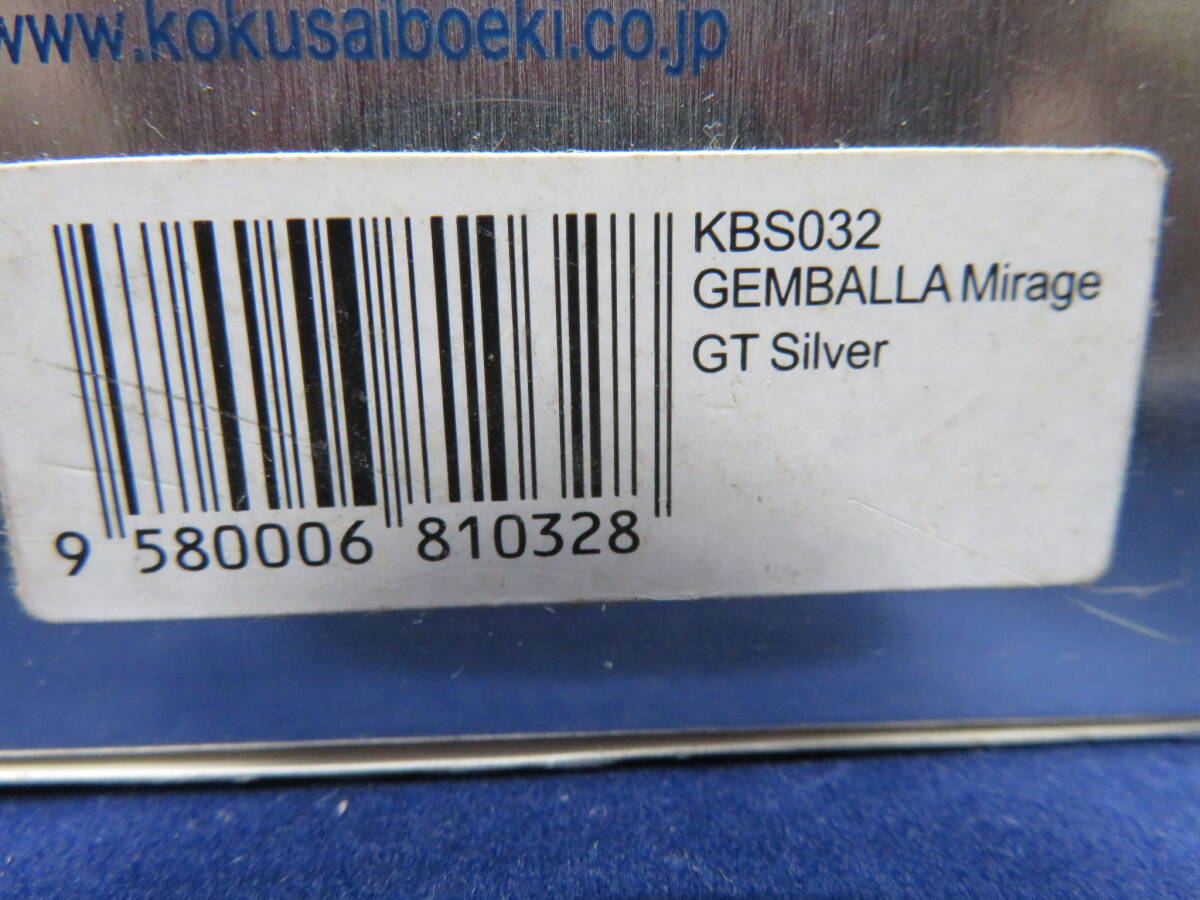 www.kokusaiboeki.co.jp
KBS032
GEMBALLA Mirage
GT Silver
9 580006 810328